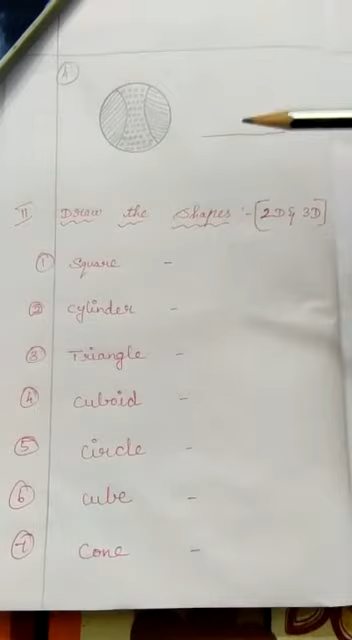 4
II Draw the Shapes :- [2D & 3D]
1 Square -
2 Cylinder -
3 Triangle -
4 Cuboid -
5 circle -
6 cube -
7 Cone -